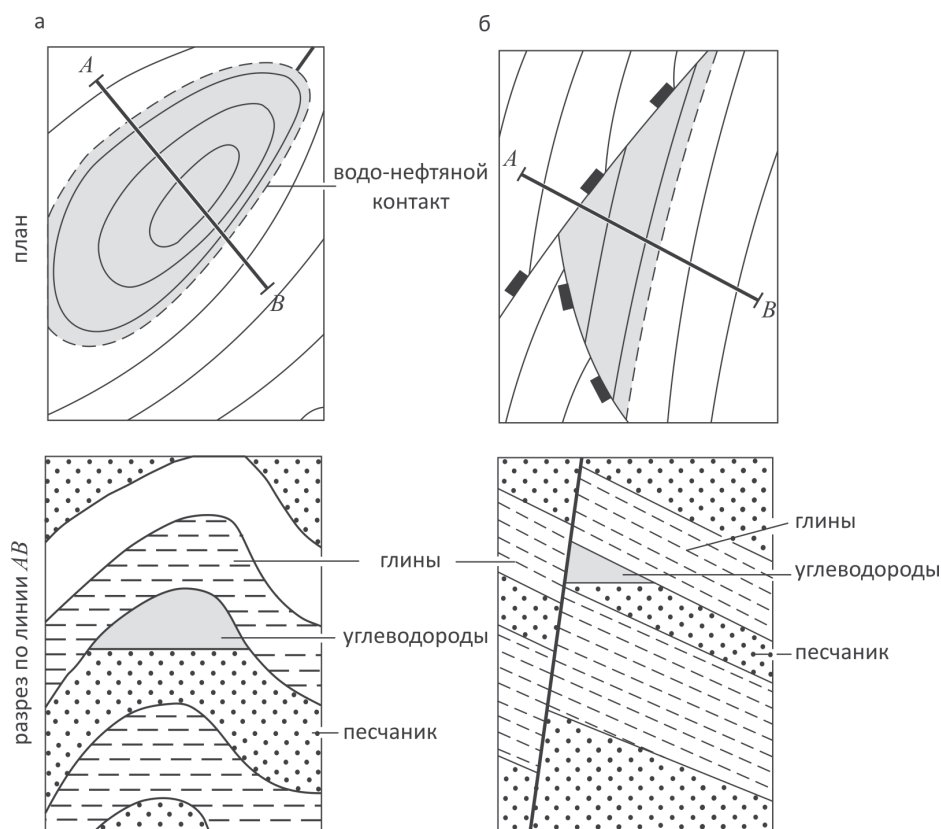 а
б
план
A
B
водо-нефтяной
контакт
A
B
разрез по линии AB
глины
углеводороды
песчаник
глины
углеводороды
песчаник